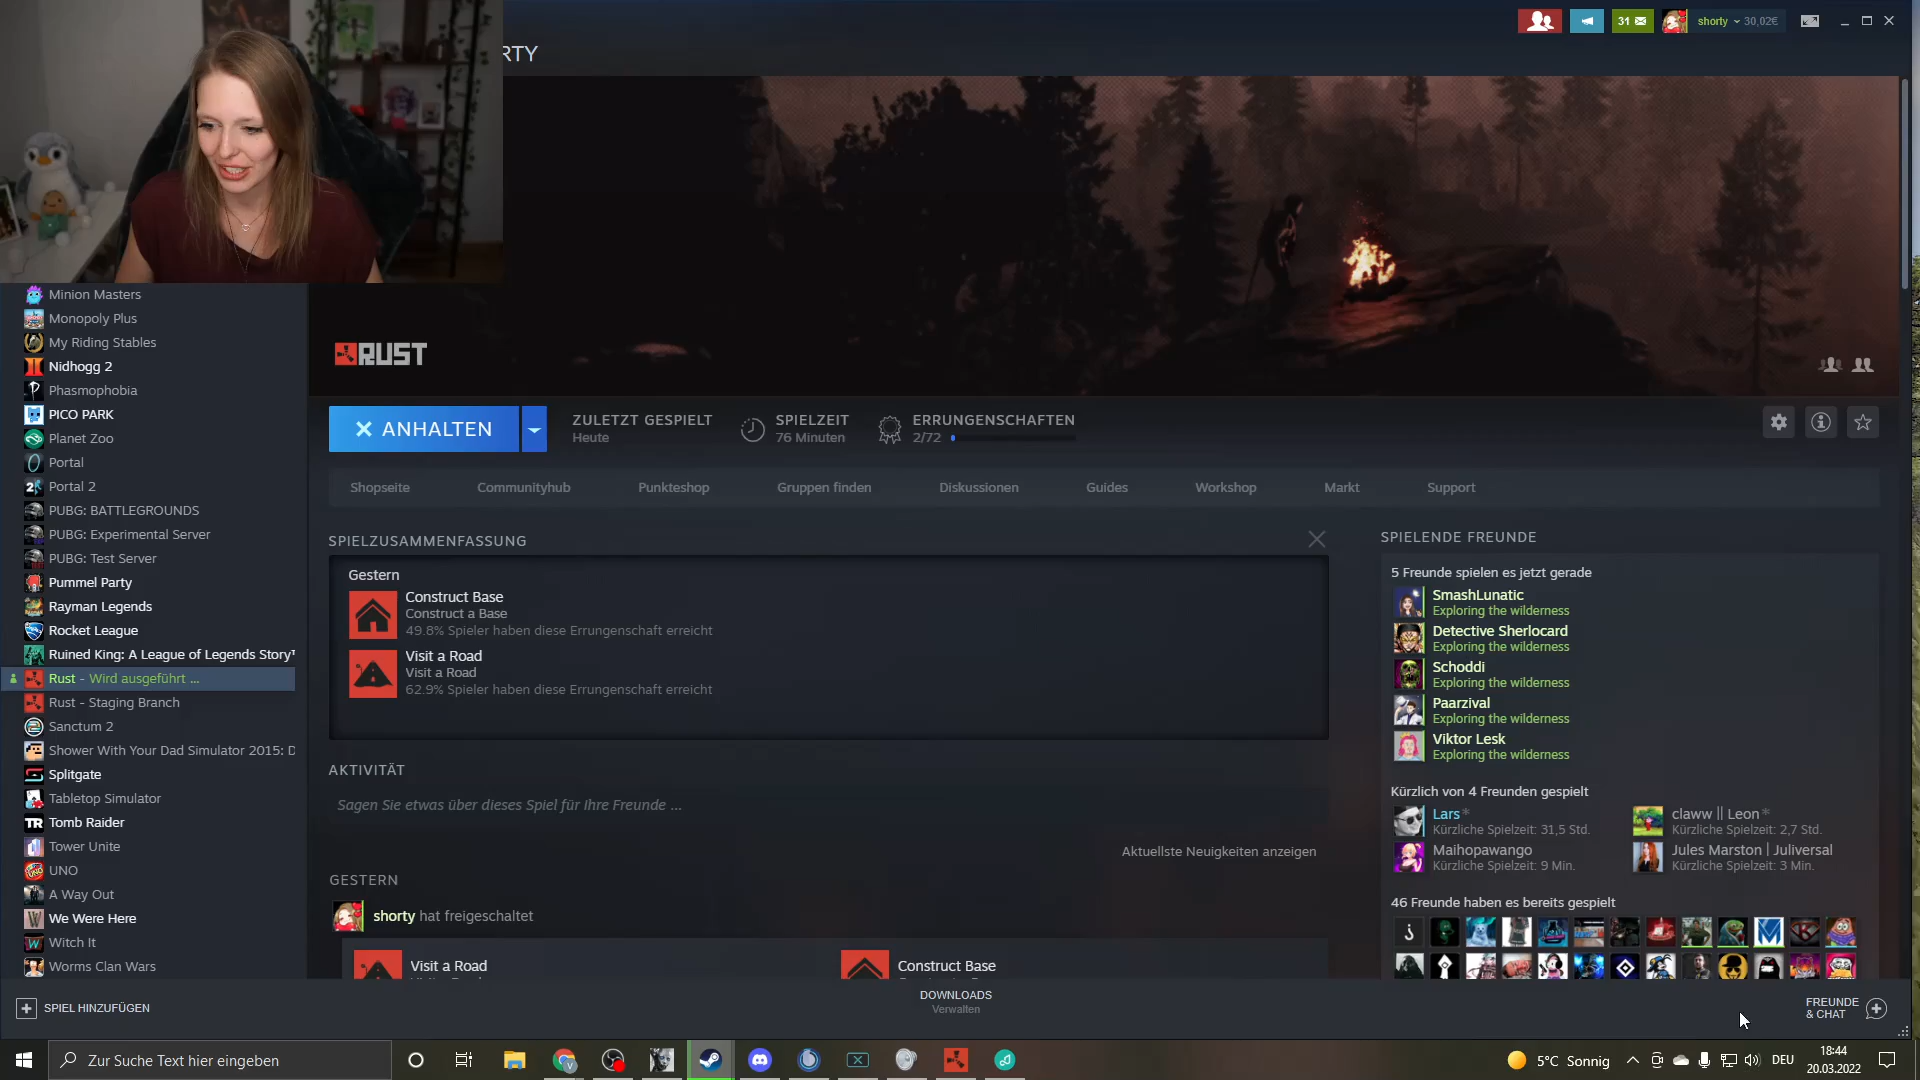 RTY
31
shorty
30,02€
Minion Masters
Monopoly Plus
My Riding Stables
Nidhogg 2
Phasmophobia
PICO PARK
Planet Zoo
Portal
Portal 2
PUBG: BATTLEGROUNDS
PUBG: Experimental Server
PUBG: Test Server
Pummel Party
Rayman Legends
Rocket League
Ruined King: A League of Legends Story
Rust - Wird ausgeführt ...
Rust - Staging Branch
Sanctum 2
Shower With Your Dad Simulator 2015: D
Splitgate
Tabletop Simulator
Tomb Raider
Tower Unite
UNO
A Way Out
We Were Here
Witch It
Worms Clan Wars
RUST
ANHALTEN
ZULETZT GESPIELT
Heute
SPIELZEIT
76 Minuten
ERRUNGENSCHAFTEN
2/72
Shopseite
Communityhub
Punkteshop
Gruppen finden
Diskussionen
Guides
Workshop
Markt
Support
SPIELZUSAMMENFASSUNG
Gestern
Construct Base
Construct a Base
49.8% Spieler haben diese Errungenschaft erreicht
Visit a Road
Visit a Road
62.9% Spieler haben diese Errungenschaft erreicht
AKTIVITÄT
Sagen Sie etwas über dieses Spiel für Ihre Freunde ...
Aktuellste Neuigkeiten anzeigen
GESTERN
shorty hat freigeschaltet
Visit a Road
Construct Base
SPIELENDE FREUNDE
5 Freunde spielen es jetzt gerade
SmashLunatic
Exploring the wilderness
Detective Sherlocard
Exploring the wilderness
Schoddi
Exploring the wilderness
Paarzival
Exploring the wilderness
Viktor Lesk
Exploring the wilderness
Kürzlich von 4 Freunden gespielt
Lars*
Kürzliche Spielzeit: 31,5 Std.
claww || Leon*
Kürzliche Spielzeit: 2,7 Std.
Maihopawango
Kürzliche Spielzeit: 9 Min.
Jules Marston | Juliversal
Kürzliche Spielzeit: 3 Min.
46 Freunde haben es bereits gespielt
SPIEL HINZUFÜGEN
DOWNLOADS
Verwalten
FREUNDE
& CHAT
Zur Suche Text hier eingeben
5°C Sonnig
DEU
18:44
20.03.2022